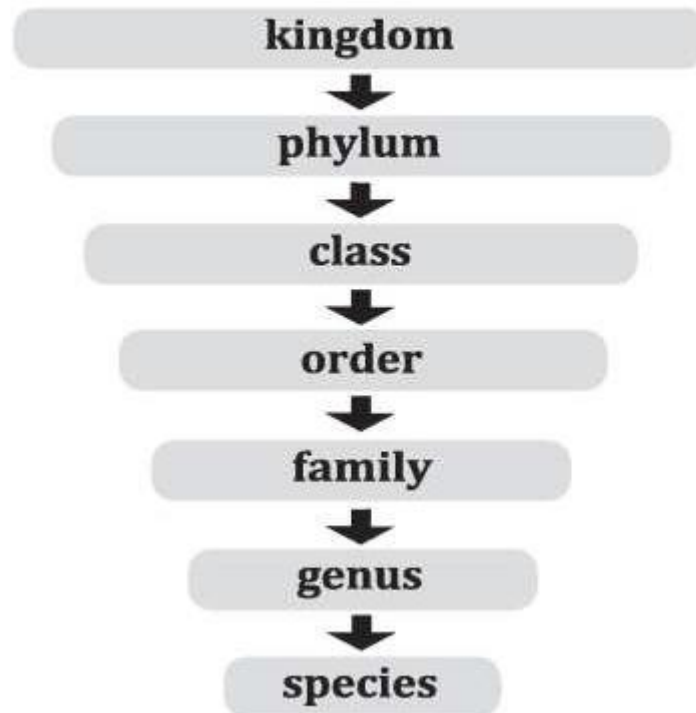 kingdom
phylum
class
order
family
genus
species